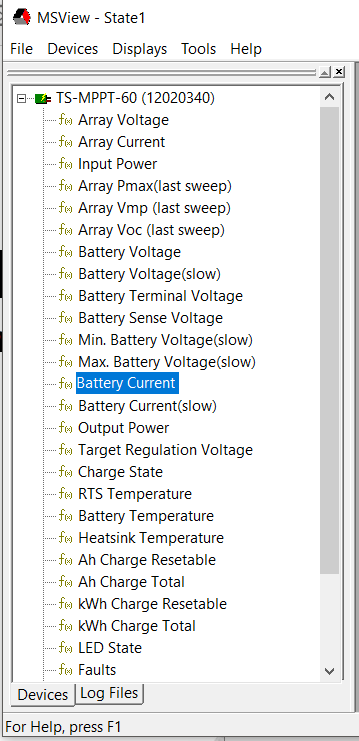 MSView - State1
File Devices Displays Tools Help
TS-MPPT-60 (12020340)
f(x) Array Voltage
f(x) Array Current
f(x) Input Power
f(x) Array Pmax(last sweep)
f(x) Array Vmp (last sweep)
f(x) Array Voc (last sweep)
f(x) Battery Voltage
f(x) Battery Voltage(slow)
f(x) Battery Terminal Voltage
f(x) Battery Sense Voltage
f(x) Min. Battery Voltage(slow)
f(x) Max. Battery Voltage(slow)
f(x) Battery Current
f(x) Battery Current(slow)
f(x) Output Power
f(x) Target Regulation Voltage
f(x) Charge State
f(x) RTS Temperature
f(x) Battery Temperature
f(x) Heatsink Temperature
f(x) Ah Charge Resetable
f(x) Ah Charge Total
f(x) kWh Charge Resetable
f(x) kWh Charge Total
f(x) LED State
f(x) Faults
Devices Log Files
For Help, press F1